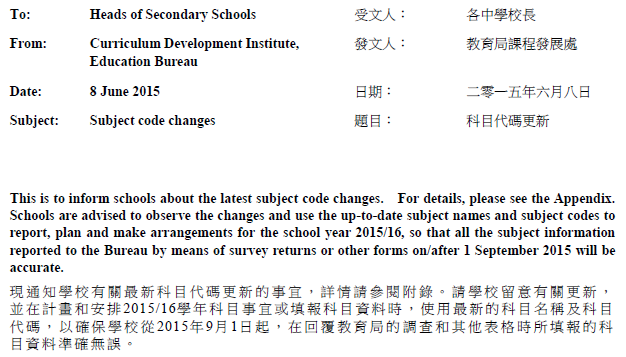 To: Heads of Secondary Schools 受文人： 各中學校長
From: Curriculum Development Institute, 發文人： 教育局課程發展處
Education Bureau
Date: 8 June 2015 日期： 二零一五年六月八日
Subject: Subject code changes 題目： 科目代碼更新
This is to inform schools about the latest subject code changes. For details, please see the Appendix.
Schools are advised to observe the changes and use the up-to-date subject names and subject codes to
report, plan and make arrangements for the school year 2015/16, so that all the subject information
reported to the Bureau by means of survey returns or other forms on/after 1 September 2015 will be
accurate.
現通知學校有關最新科目代碼更新的事宜，詳情請參閱附錄。請學校留意有關更新，
並在計畫和安排2015/16學年科目事宜或填報科目資料時，使用最新的科目名稱及科目
代碼，以確保學校從2015年9月1日起，在回覆教育局的調查和其他表格時所填報的科
目資料準確無誤。